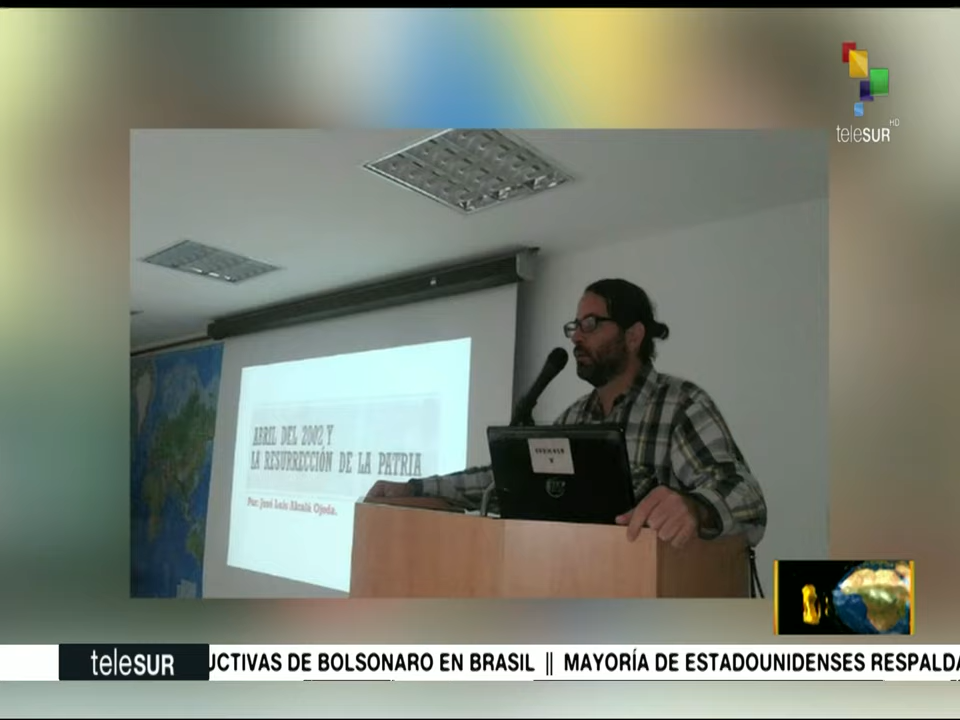 teleSUR HD
ABRIL DEL 2002 Y
LA RESURRECCIÓN DE LA PATRIA
Por: José Luis Alcalá Ojeda.
teleSUR
UCTIVAS DE BOLSONARO EN BRASIL || MAYORÍA DE ESTADOUNIDENSES RESPALDA